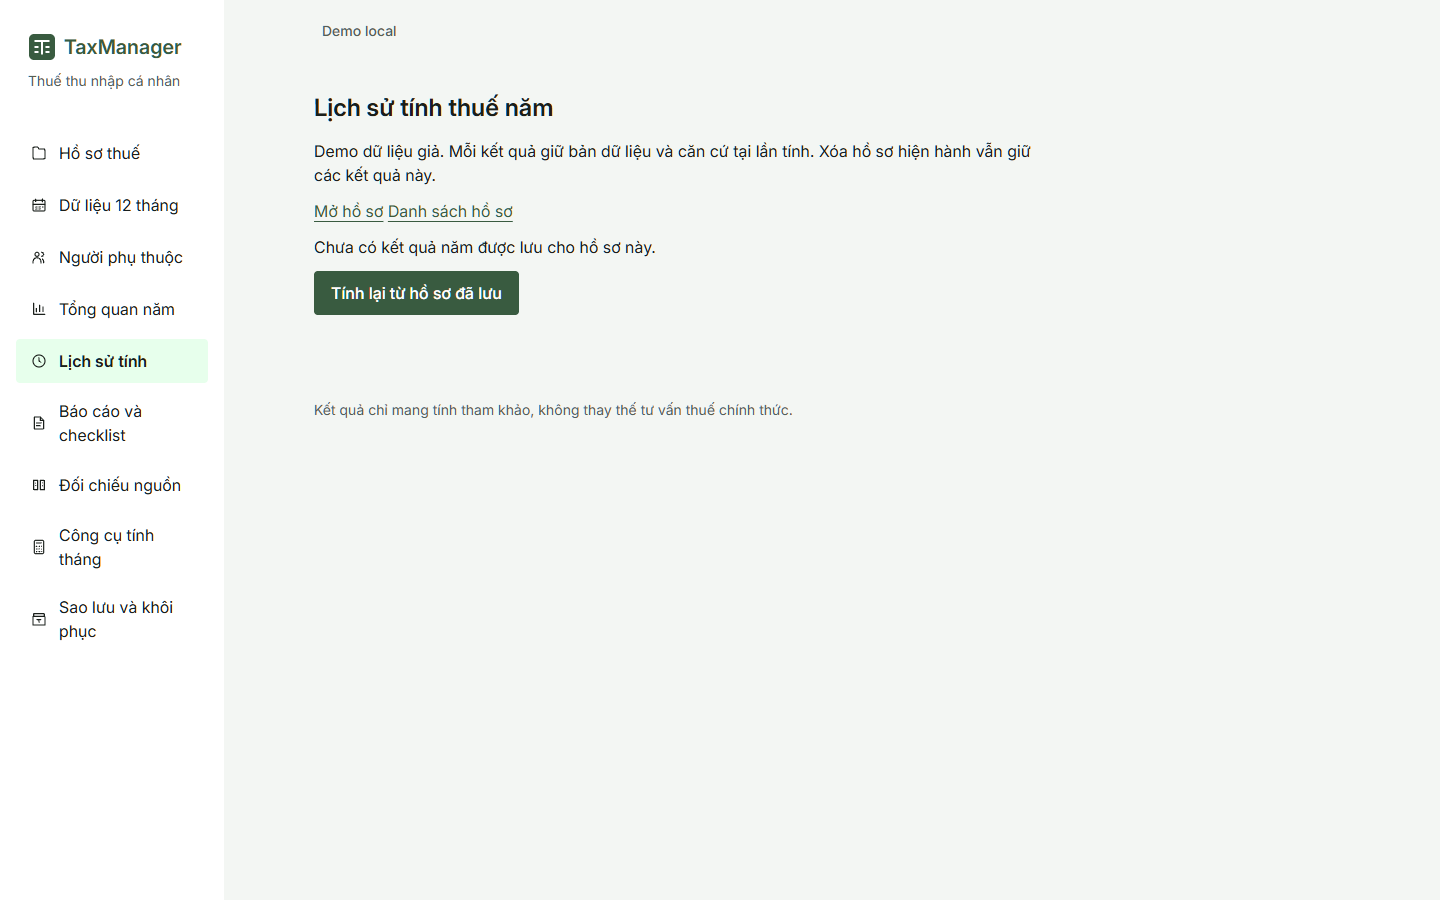 TaxManager
Thuế thu nhập cá nhân
Hồ sơ thuế
Dữ liệu 12 tháng
Người phụ thuộc
Tổng quan năm
Lịch sử tính
Báo cáo và
checklist
Đối chiếu nguồn
Công cụ tính
tháng
Sao lưu và khôi
phục
Demo local
Lịch sử tính thuế năm
Demo dữ liệu giả. Mỗi kết quả giữ bản dữ liệu và căn cứ tại lần tính. Xóa hồ sơ hiện hành vẫn giữ
các kết quả này.
Mở hồ sơ Danh sách hồ sơ
Chưa có kết quả năm được lưu cho hồ sơ này.
Tính lại từ hồ sơ đã lưu
Kết quả chỉ mang tính tham khảo, không thay thế tư vấn thuế chính thức.